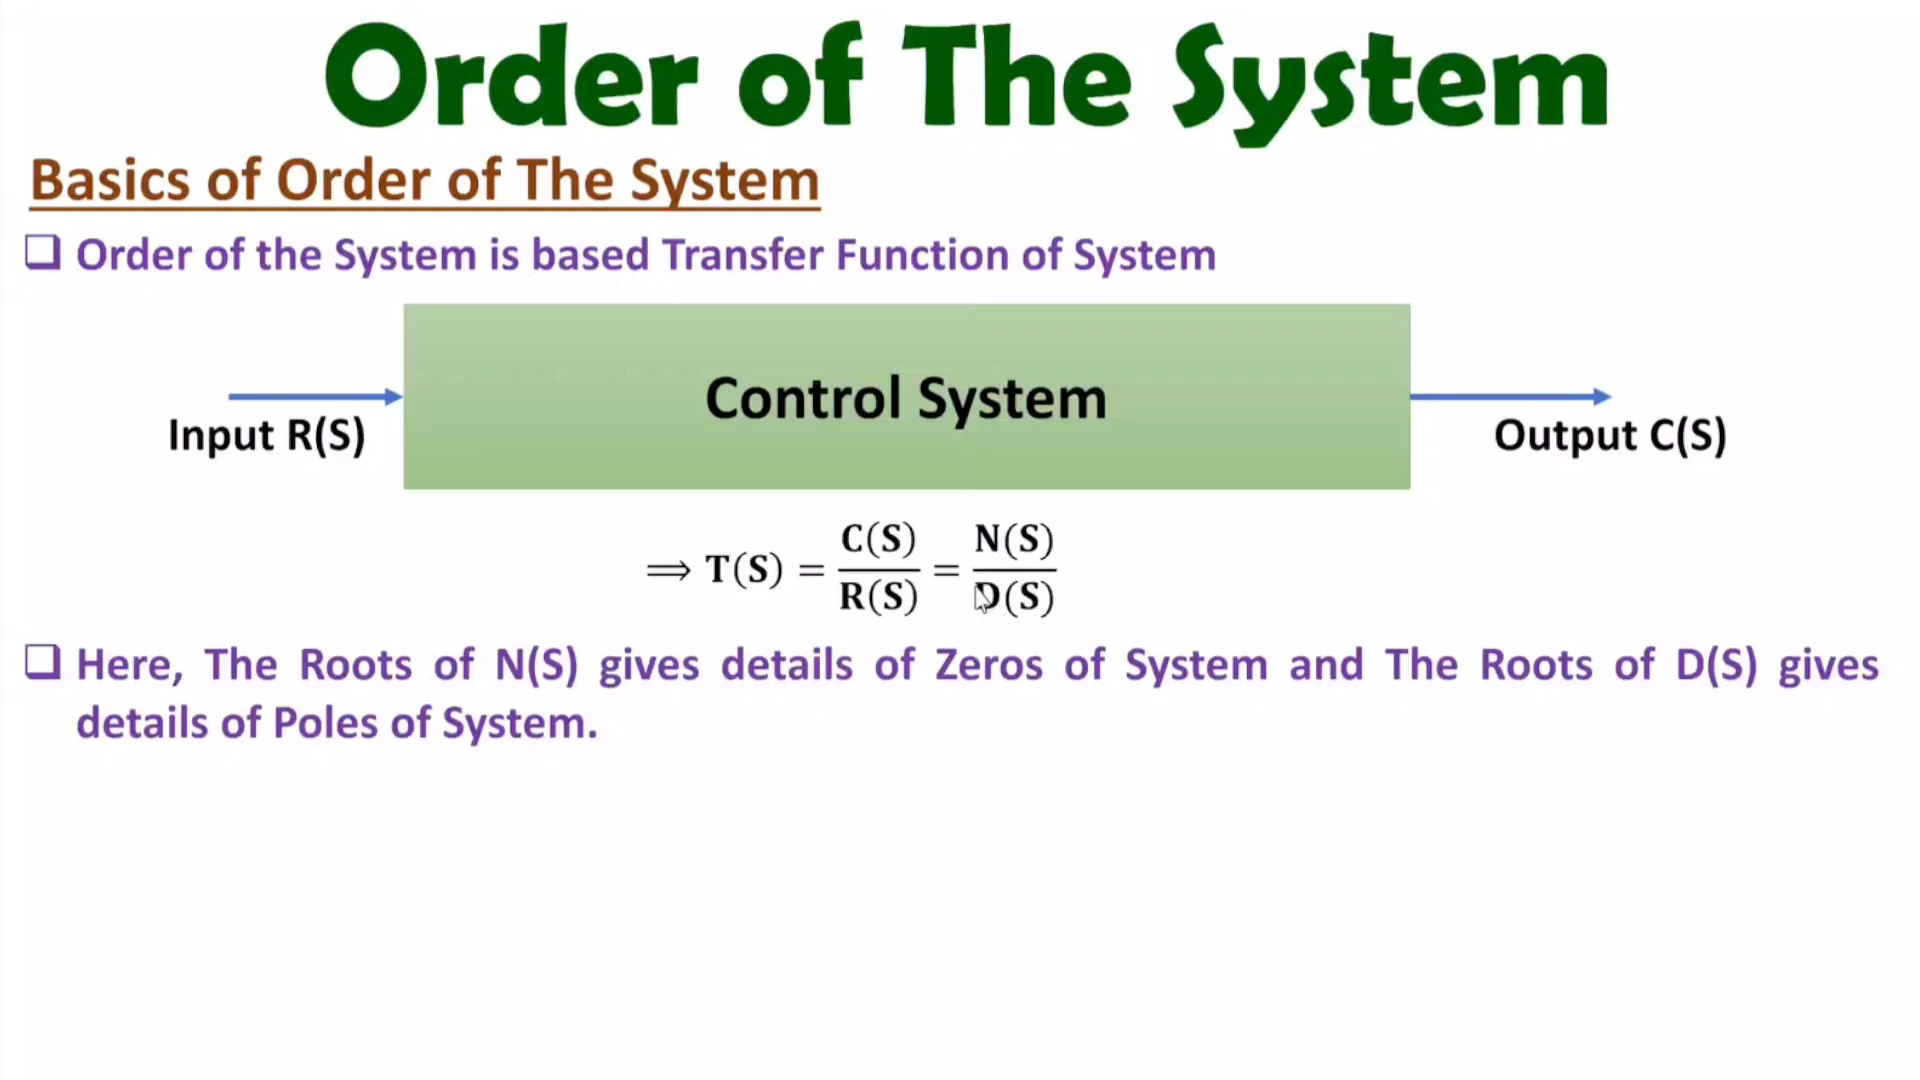 Order of The System
Basics of Order of The System
❑ Order of the System is based Transfer Function of System
Control System
Input R(S)
Output C(S)
⟹ T(S) = C(S)/R(S) = N(S)/D(S)
❑ Here, The Roots of N(S) gives details of Zeros of System and The Roots of D(S) gives
details of Poles of System.